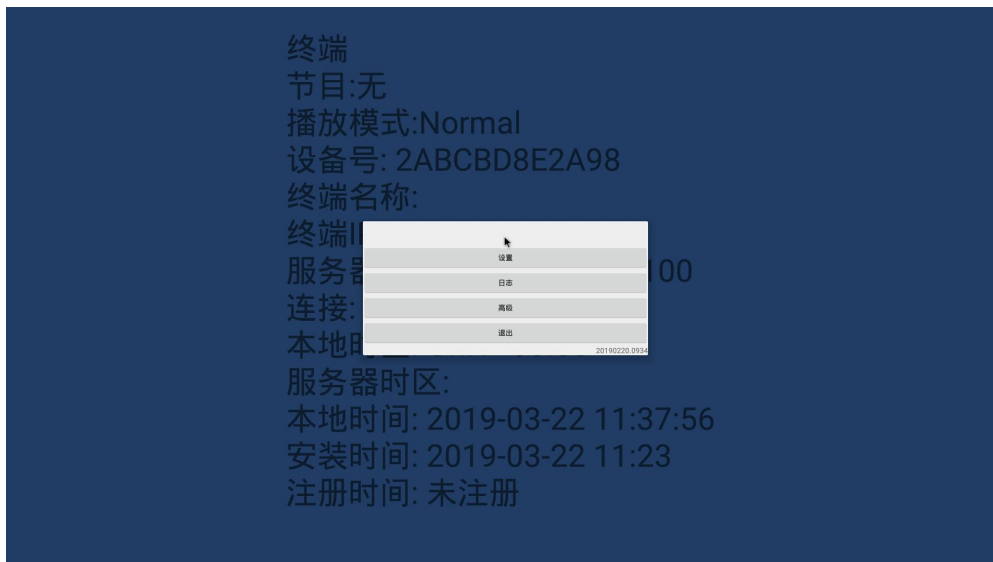 终端
节目:无
播放模式:Normal
设备号: 2ABCBD8E2A98
终端名称:
终端
服务器 100
连接:
本地时
服务器时区:
本地时间: 2019-03-22 11:37:56
安装时间: 2019-03-22 11:23
注册时间: 未注册
设置
日志
高级
退出
20190220.0934